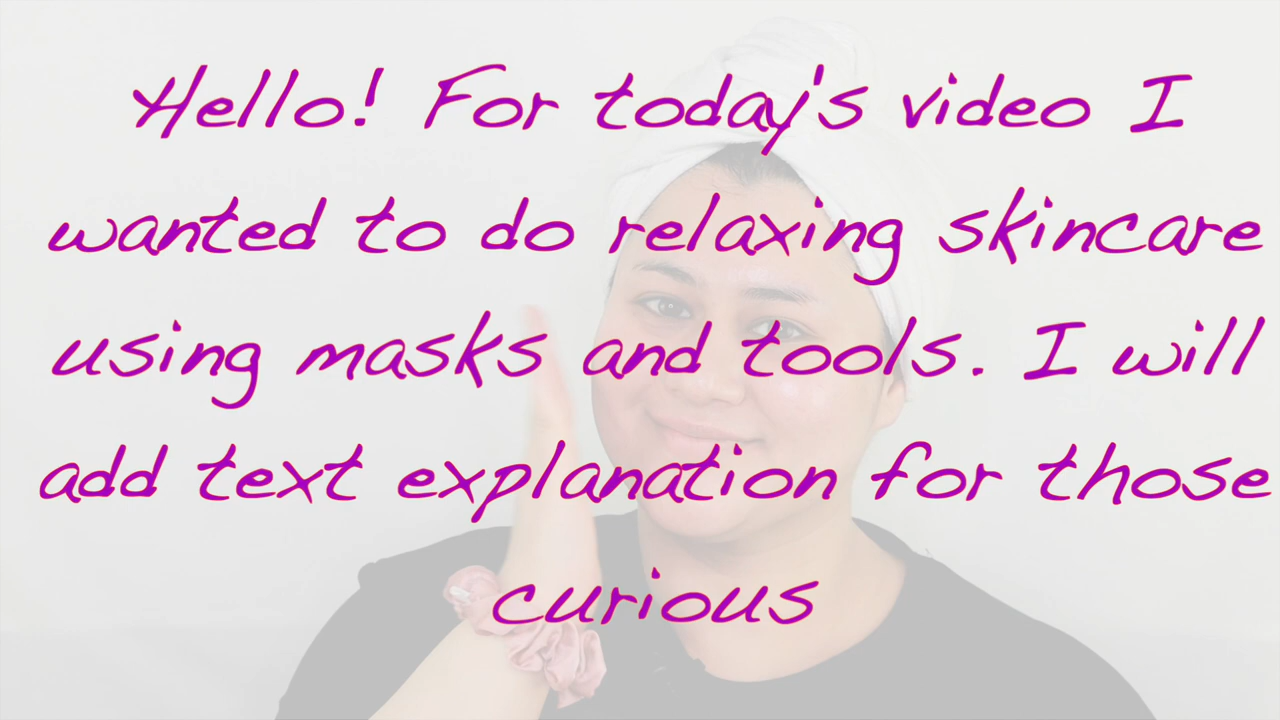 Hello! For today's video I
wanted to do relaxing skincare
using masks and tools. I will
add text explanation for those
curious